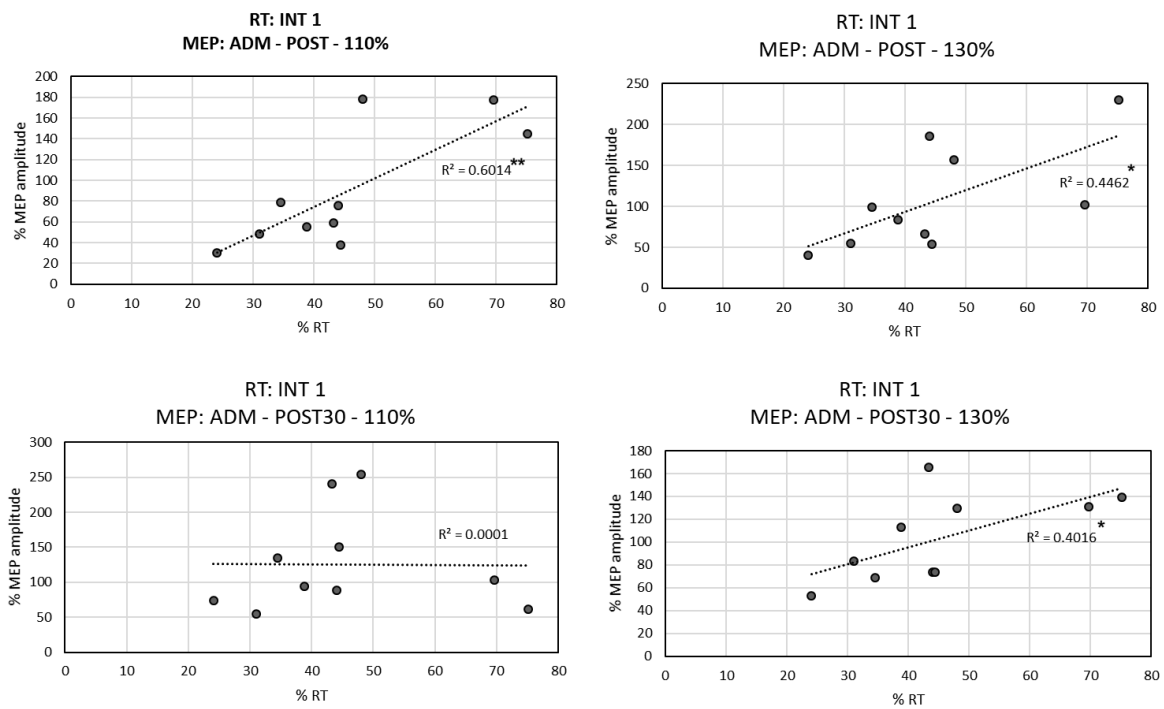 RT: INT 1
MEP: ADM - POST - 110%
200
180
160
140
120
100
80
60
40
20
0
% MEP amplitude
R² = 0.6014**
0 10 20 30 40 50 60 70 80
% RT
RT: INT 1
MEP: ADM - POST - 130%
250
200
150
100
50
0
% MEP amplitude
R² = 0.4462*
0 10 20 30 40 50 60 70 80
% RT
RT: INT 1
MEP: ADM - POST30 - 110%
300
250
200
150
100
50
0
% MEP amplitude
R² = 0.0001
0 10 20 30 40 50 60 70 80
% RT
RT: INT 1
MEP: ADM - POST30 - 130%
180
160
140
120
100
80
60
40
20
0
% MEP amplitude
R² = 0.4016*
0 10 20 30 40 50 60 70 80
% RT